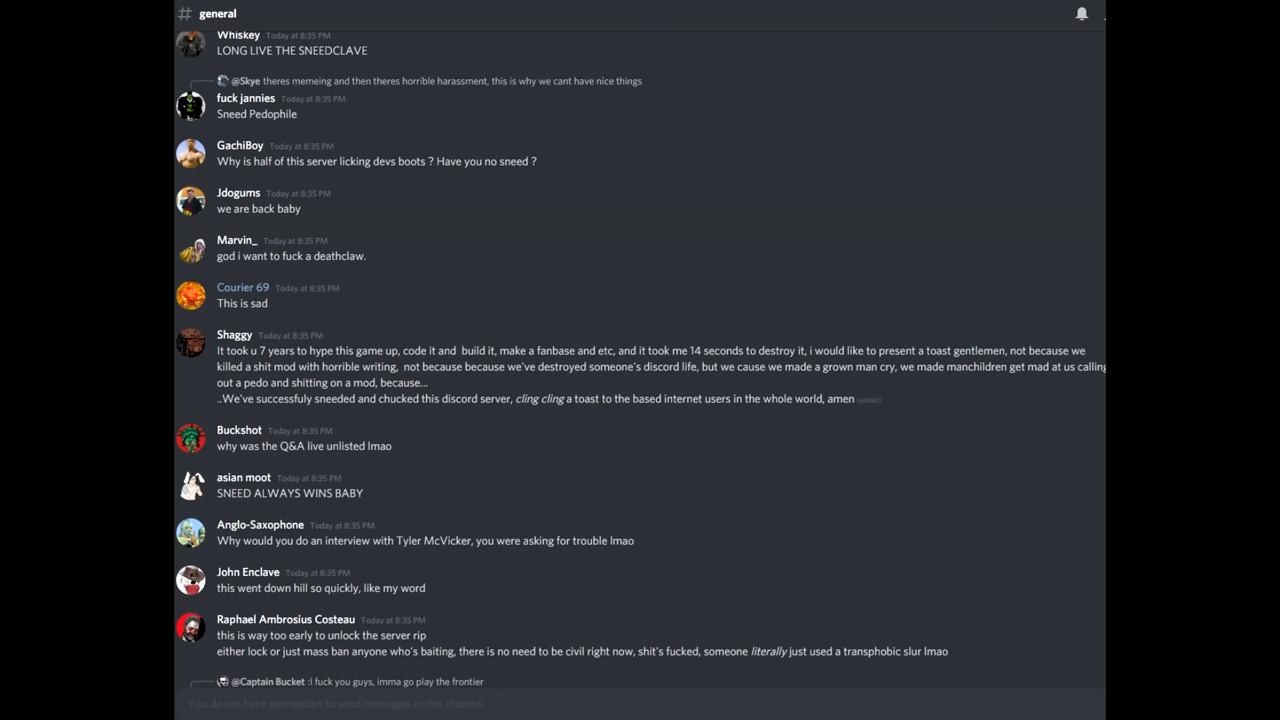 # general
Whiskey Today at 8:35 PM
LONG LIVE THE SNEEDCLAVE
@Skye theres memeing and then theres horrible harassment, this is why we cant have nice things
fuck jannies Today at 8:35 PM
Sneed Pedophile
GachiBoy Today at 8:35 PM
Why is half of this server licking devs boots ? Have you no sneed ?
Jdogums Today at 8:35 PM
we are back baby
Marvin_ Today at 8:35 PM
god i want to fuck a deathclaw.
Courier 69 Today at 8:35 PM
This is sad
Shaggy Today at 8:35 PM
It took u 7 years to hype this game up, code it and build it, make a fanbase and etc, and it took me 14 seconds to destroy it, i would like to present a toast gentlemen, not because we
killed a shit mod with horrible writing, not because because we've destroyed someone's discord life, but we cause we made a grown man cry, we made manchildren get mad at us calling
out a pedo and shitting on a mod, because...
..We've successfuly sneeded and chucked this discord server, cling cling a toast to the based internet users in the whole world, amen (edited)
Buckshot Today at 8:35 PM
why was the Q&A live unlisted lmao
asian moot Today at 8:35 PM
SNEED ALWAYS WINS BABY
Anglo-Saxophone Today at 8:35 PM
Why would you do an interview with Tyler McVicker, you were asking for trouble lmao
John Enclave Today at 8:35 PM
this went down hill so quickly, like my word
Raphael Ambrosius Costeau Today at 8:35 PM
this is way too early to unlock the server rip
either lock or just mass ban anyone who's baiting, there is no need to be civil right now, shit's fucked, someone literally just used a transphobic slur lmao
@Captain Bucket :I fuck you guys, imma go play the frontier
You do not have permission to send messages in this channel